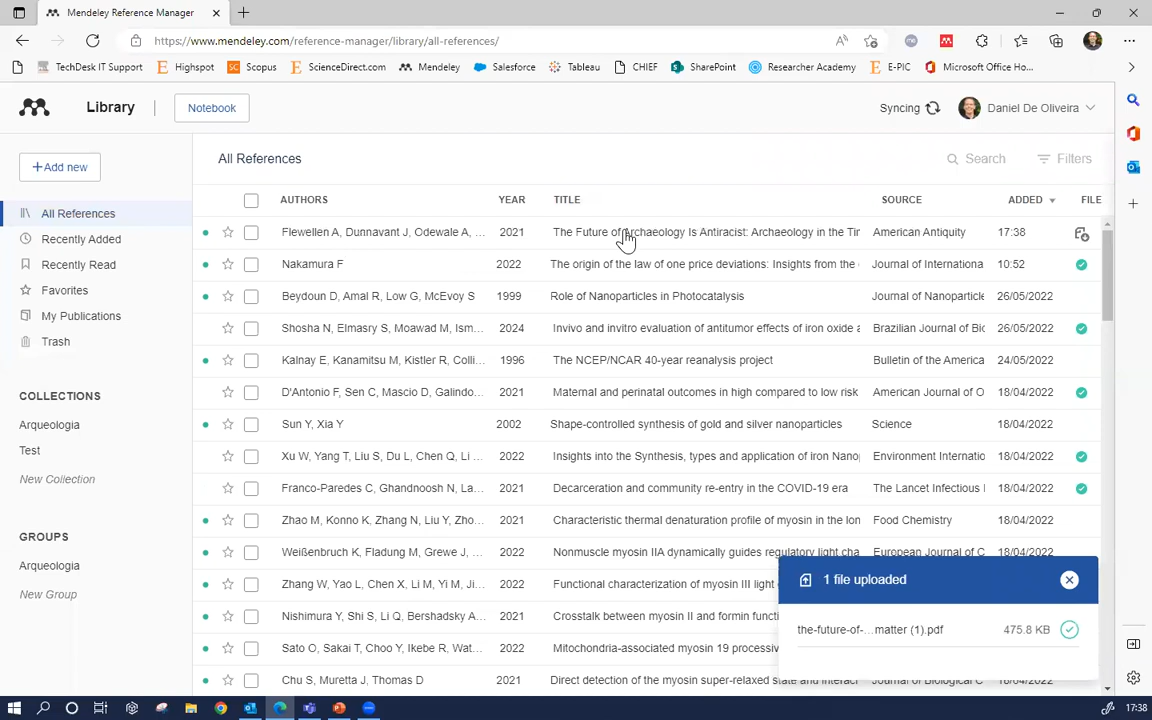 Mendeley Reference Manager
https://www.mendeley.com/reference-manager/library/all-references/
TechDesk IT Support Highspot Scopus ScienceDirect.com Mendeley Salesforce Tableau CHIEF SharePoint Researcher Academy E-PIC Microsoft Office Ho...
Library Notebook Syncing Daniel De Oliveira
+Add new
All References
Recently Added
Recently Read
Favorites
My Publications
Trash
COLLECTIONS
Arqueologia
Test
New Collection
GROUPS
Arqueologia
New Group
All References Search Filters
AUTHORS YEAR TITLE SOURCE ADDED FILE
Flewellen A, Dunnavant J, Odewale A, ... 2021 The Future of Archaeology Is Antiracist: Archaeology in the Tir American Antiquity 17:38
Nakamura F 2022 The origin of the law of one price deviations: Insights from the Journal of Internationa 10:52
Beydoun D, Amal R, Low G, McEvoy S 1999 Role of Nanoparticles in Photocatalysis Journal of Nanoparticle 26/05/2022
Shosha N, Elmasry S, Moawad M, Ism... 2024 Invivo and invitro evaluation of antitumor effects of iron oxide Brazilian Journal of Bio 26/05/2022
Kalnay E, Kanamitsu M, Kistler R, Colli... 1996 The NCEP/NCAR 40-year reanalysis project Bulletin of the America 24/05/2022
D'Antonio F, Sen C, Mascio D, Galindo... 2021 Maternal and perinatal outcomes in high compared to low risk American Journal of O 18/04/2022
Sun Y, Xia Y 2002 Shape-controlled synthesis of gold and silver nanoparticles Science 18/04/2022
Xu W, Yang T, Liu S, Du L, Chen Q, Li ... 2022 Insights into the Synthesis, types and application of iron Nano Environment Internatio 18/04/2022
Franco-Paredes C, Ghandnoosh N, La... 2021 Decarceration and community re-entry in the COVID-19 era The Lancet Infectious 18/04/2022
Zhao M, Konno K, Zhang N, Liu Y, Zho... 2021 Characteristic thermal denaturation profile of myosin in the Food Chemistry 18/04/2022
Weißenbruch K, Fladung M, Grewe J, ... 2022 Nonmuscle myosin IIA dynamically guides regulatory light cha European Journal of C 18/04/2022
Zhang W, Yao L, Chen X, Li M, Yi M, Ji... 2022 Functional characterization of myosin III light
Nishimura Y, Shi S, Li Q, Bershadsky A... 2021 Crosstalk between myosin II and formin functi
Sato O, Sakai T, Choo Y, Ikebe R, Wat... 2022 Mitochondria-associated myosin 19 processiv
Chu S, Muretta J, Thomas D 2021 Direct detection of the myosin super-relaxed state and interact Journal of Biological C 18/04/2022
1 file uploaded
the-future-of-...matter (1).pdf 475.8 KB
17:38